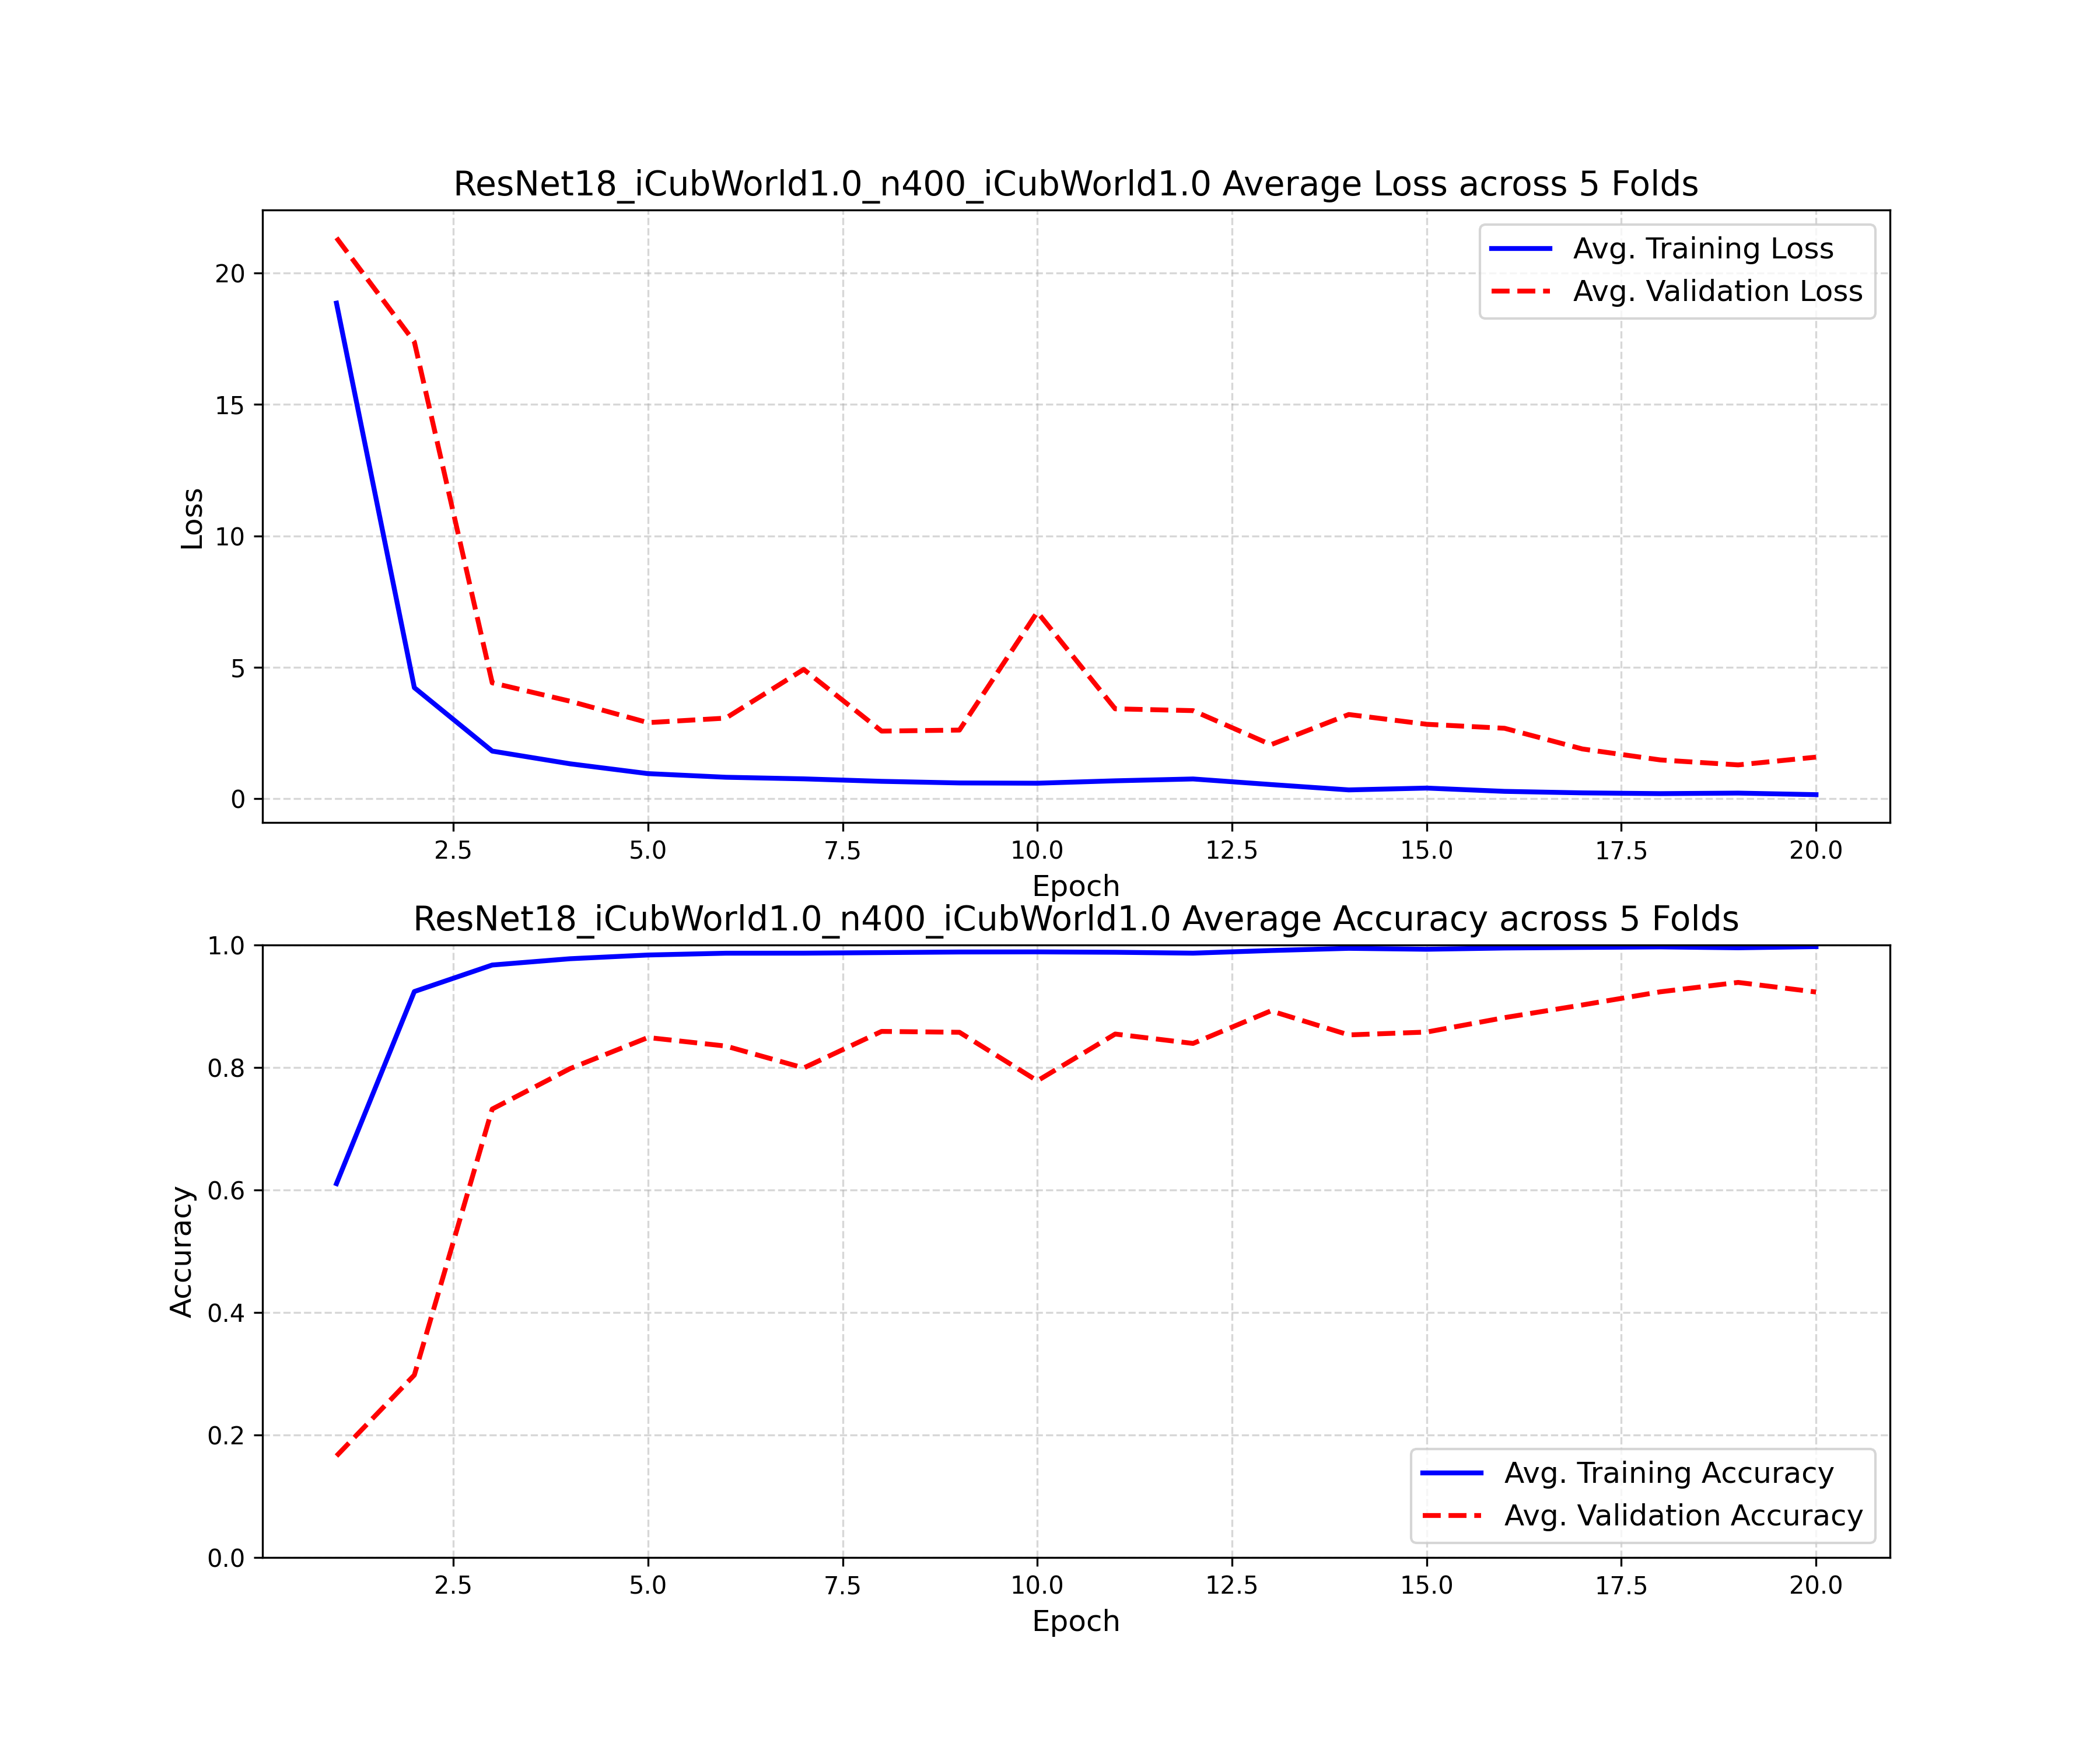 ResNet18_iCubWorld1.0_n400_iCubWorld1.0 Average Loss across 5 Folds
Avg. Training Loss
Avg. Validation Loss
Loss
20
15
10
5
0
2.5 5.0 7.5 10.0 12.5 15.0 17.5 20.0
Epoch
ResNet18_iCubWorld1.0_n400_iCubWorld1.0 Average Accuracy across 5 Folds
Accuracy
1.0
0.8
0.6
0.4
0.2
0.0
Avg. Training Accuracy
Avg. Validation Accuracy
2.5 5.0 7.5 10.0 12.5 15.0 17.5 20.0
Epoch